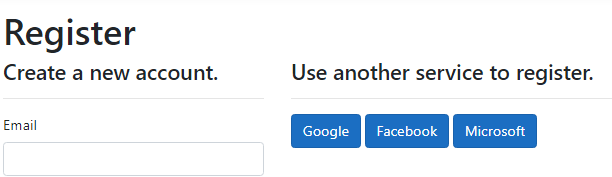 Register
Create a new account.
Use another service to register.
Email
Google Facebook Microsoft